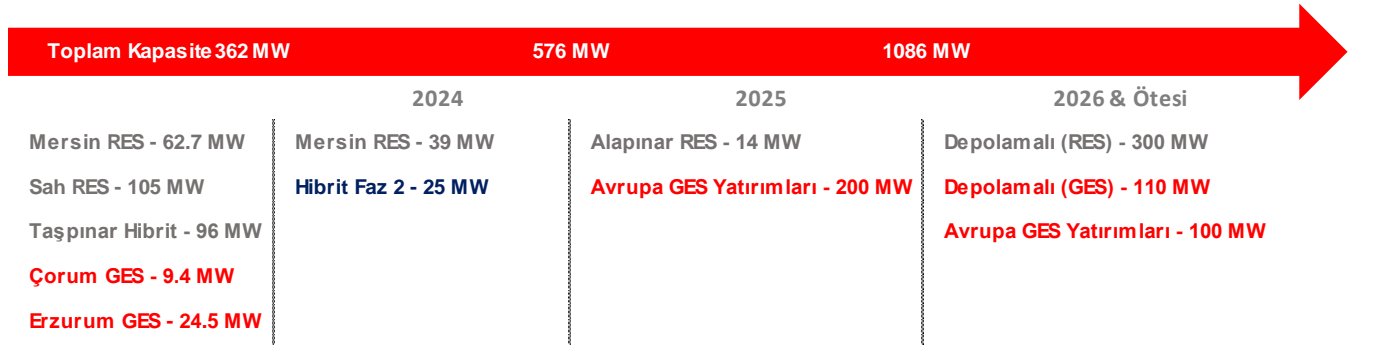 Toplam Kapasite 362 MW 576 MW 1086 MW
2024 2025 2026 & Ötesi
Mersin RES - 62.7 MW Mersin RES - 39 MW Alapınar RES - 14 MW Depolamalı (RES) - 300 MW
Sah RES - 105 MW Hibrit Faz 2 - 25 MW Avrupa GES Yatırımları - 200 MW Depolamalı (GES) - 110 MW
Taşpınar Hibrit - 96 MW Avrupa GES Yatırımları - 100 MW
Çorum GES - 9.4 MW
Erzurum GES - 24.5 MW